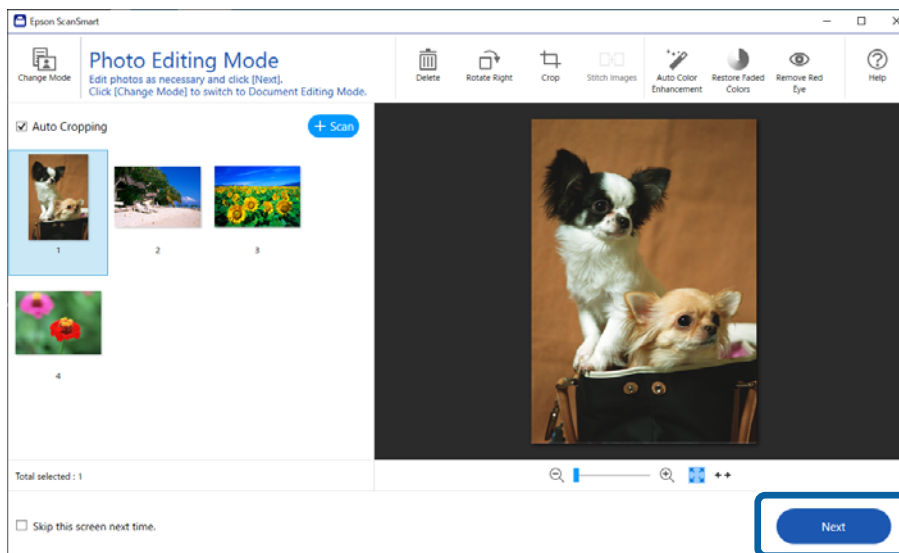 Epson ScanSmart
Change Mode
Photo Editing Mode
Edit photos as necessary and click [Next].
Click [Change Mode] to switch to Document Editing Mode.
Delete
Rotate Right
Crop
Stitch Images
Auto Color
Enhancement
Restore Faded
Colors
Remove Red
Eye
Help
Auto Cropping
+ Scan
1
2
3
4
Total selected : 1
Skip this screen next time.
Next